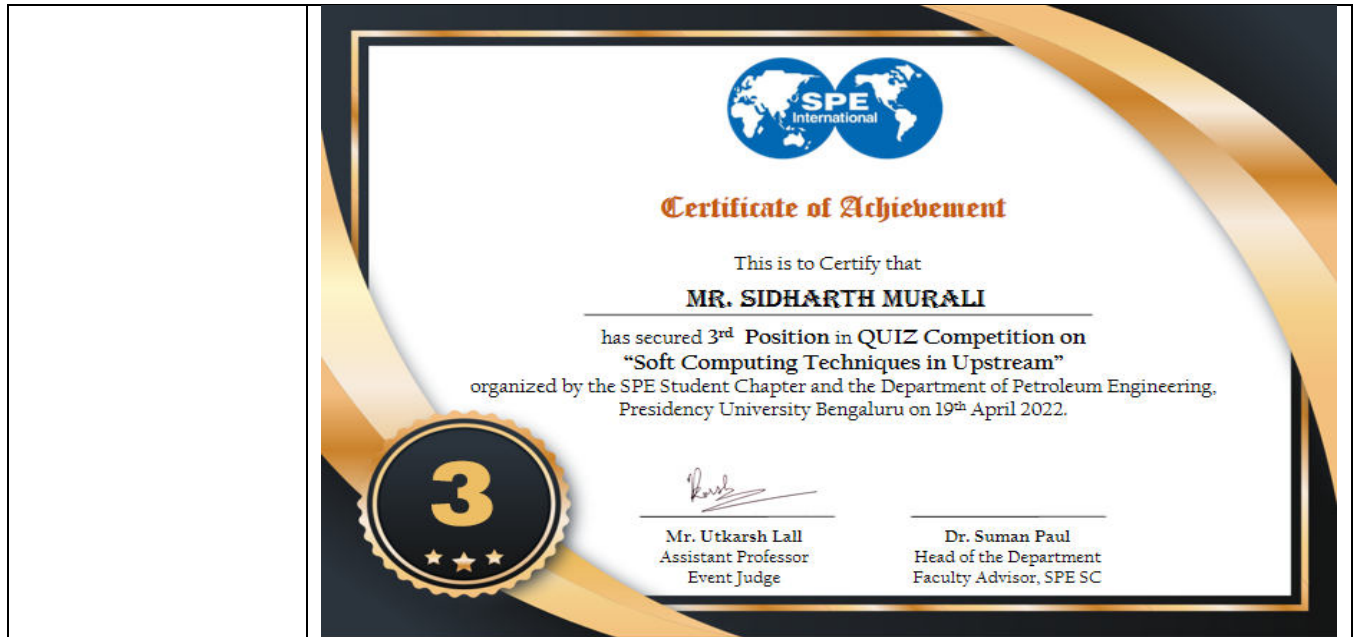 SPE
International
Certificate of Achievement
This is to Certify that
MR. SIDHARTH MURALI
has secured 3rd Position in QUIZ Competition on
“Soft Computing Techniques in Upstream”
organized by the SPE Student Chapter and the Department of Petroleum Engineering,
Presidency University Bengaluru on 19th April 2022.
3
Mr. Utkarsh Lall
Assistant Professor
Event Judge
Dr. Suman Paul
Head of the Department
Faculty Advisor, SPE SC